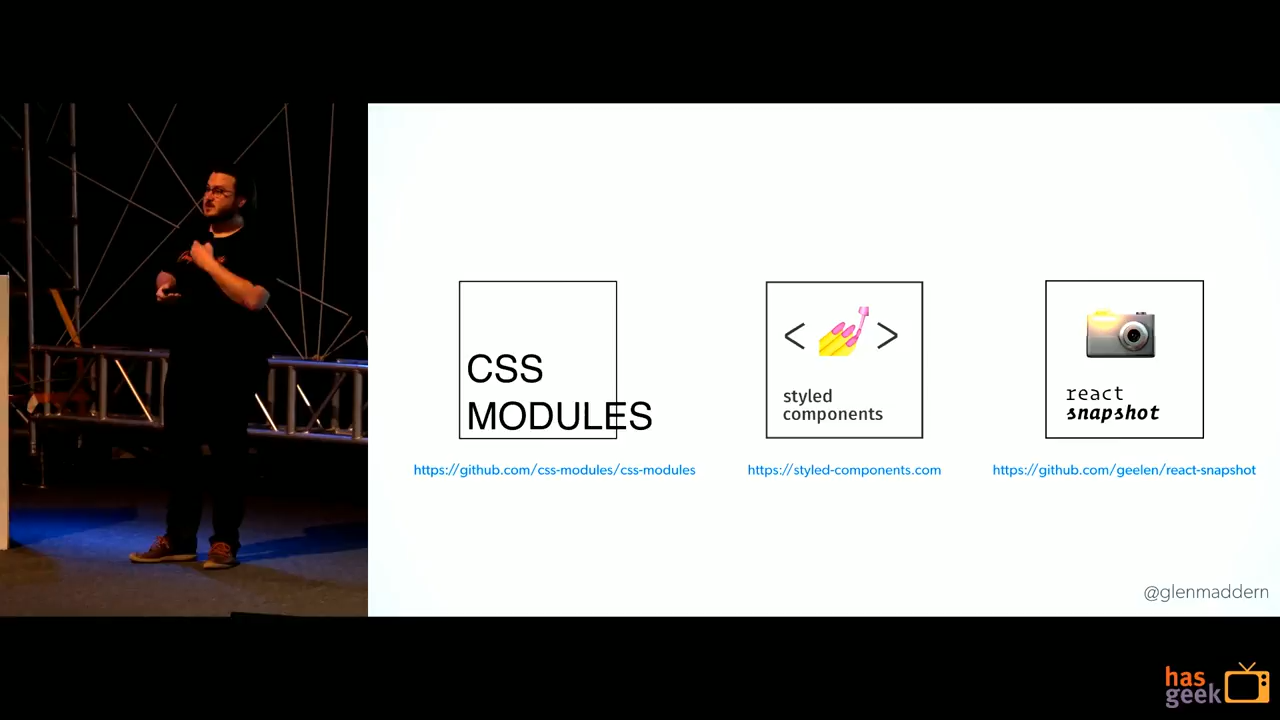 CSS
MODULES
https://github.com/css-modules/css-modules
< >
styled
components
https://styled-components.com
react
snapshot
https://github.com/geelen/react-snapshot
@glenmaddern
has
geek